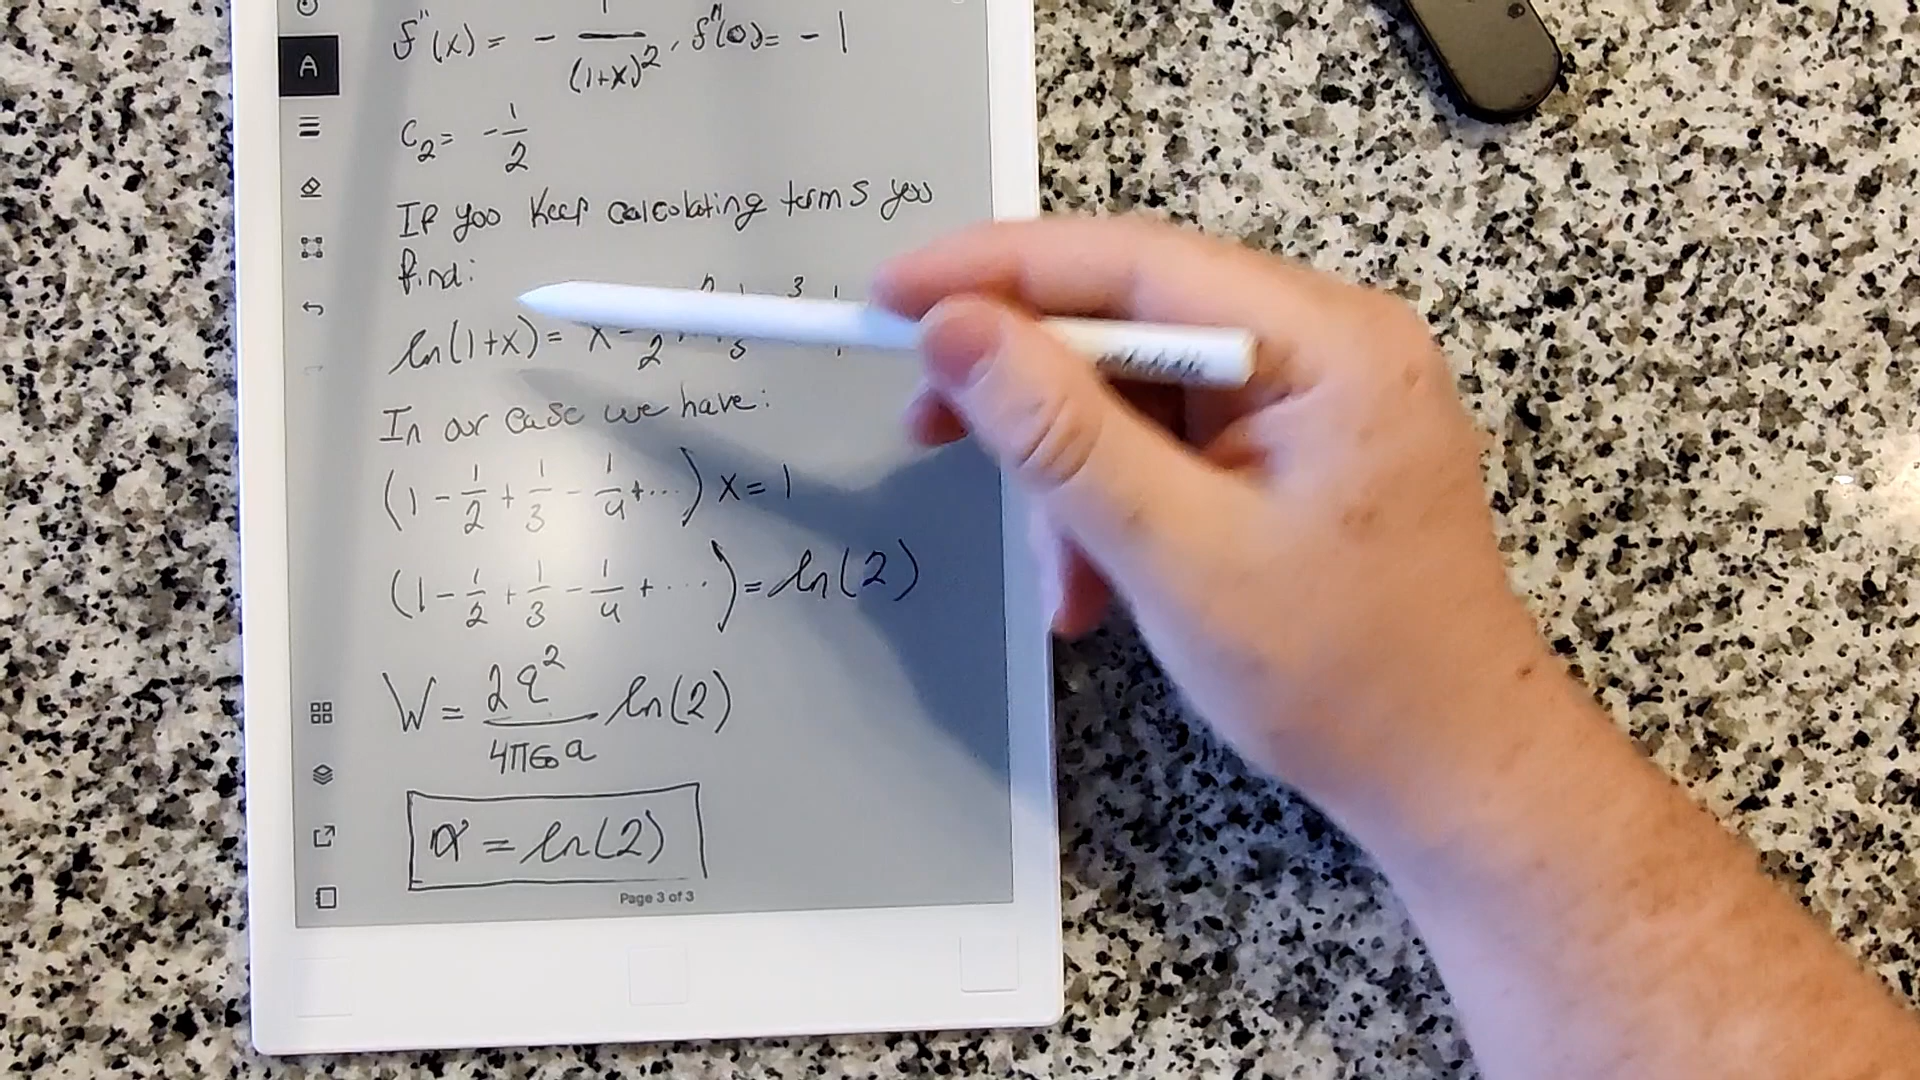 f''(x) = - 1/(1+x)^2, f''(0) = -1
C_2 = -1/2
If you keep calculating terms you
find:
ln(1+x) = x -
In our case we have:
(1 - 1/2 + 1/3 - 1/4 + ...) x = 1
(1 - 1/2 + 1/3 - 1/4 + ...) = ln(2)
W = 2q^2/4πε₀a ln(2)
α = ln(2)
Page 3 of 3